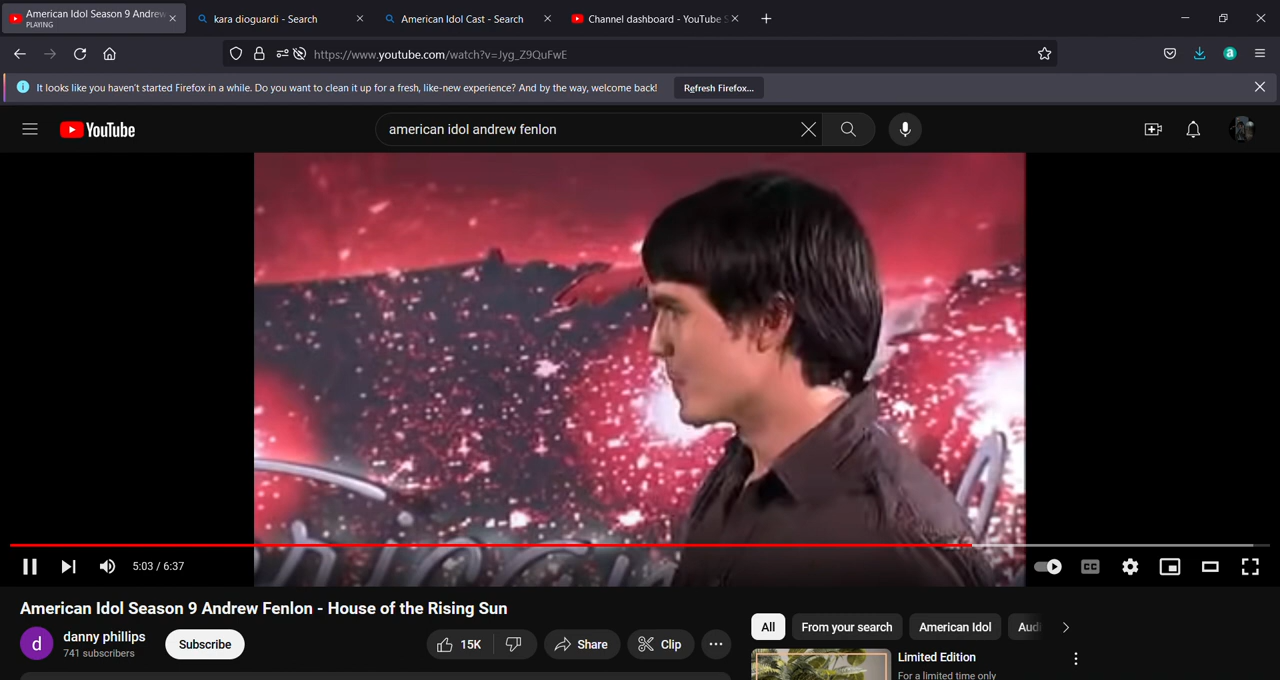 American Idol Season 9 Andrew
PLAYING
kara dioguardi - Search
American Idol Cast - Search
Channel dashboard - YouTube S
https://www.youtube.com/watch?v=Jyg_Z9QuFwE
It looks like you haven't started Firefox in a while. Do you want to clean it up for a fresh, like-new experience? And by the way, welcome back!
Refresh Firefox...
YouTube
american idol andrew fenlon
5:03 / 6:37
CC
American Idol Season 9 Andrew Fenlon - House of the Rising Sun
d
danny phillips
741 subscribers
Subscribe
15K
Share
Clip
All
From your search
American Idol
Audi
Limited Edition
For a limited time only